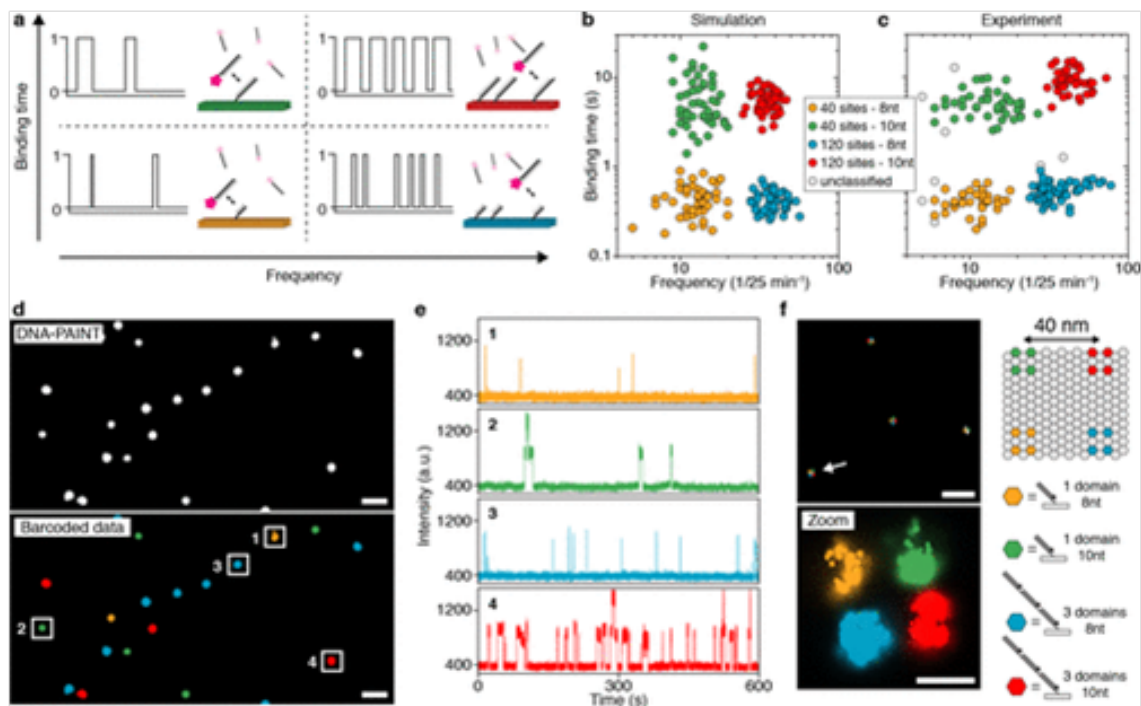 a
Binding time
1
0
1
0
1
0
1
0
Frequency
b
Simulation
Binding time (s)
10
1
0.1
10
100
Frequency (1/25 min⁻¹)
40 sites - 8nt
40 sites - 10nt
120 sites - 8nt
120 sites - 10nt
unclassified
c
Experiment
10
100
Frequency (1/25 min⁻¹)
d
DNA-PAINT
Barcoded data
1
3
2
4
e
Intensity (a.u.)
1
1200
400
2
1200
400
3
1200
400
4
1200
400
0
300
600
Time (s)
f
Zoom
40 nm
= 1 domain
8nt
= 1 domain
10nt
= 3 domains
8nt
= 3 domains
10nt